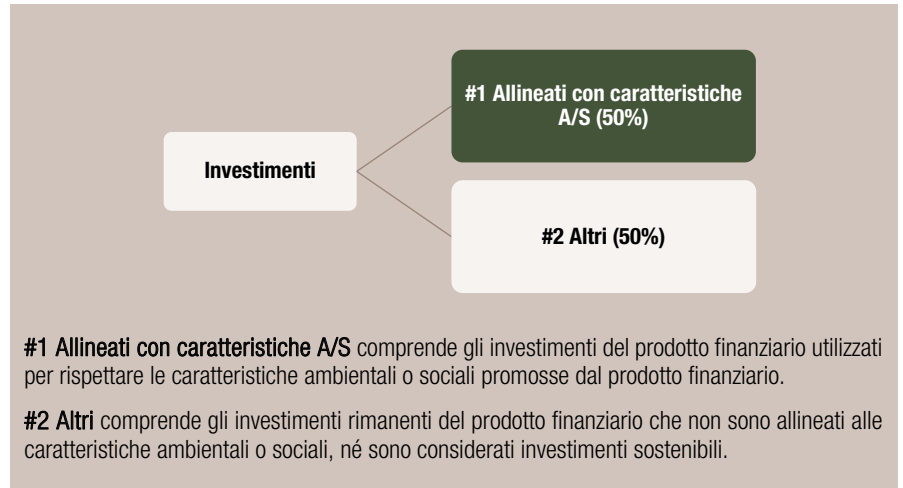 #1 Allineati con caratteristiche
A/S (50%)
Investimenti
#2 Altri (50%)
#1 Allineati con caratteristiche A/S comprende gli investimenti del prodotto finanziario utilizzati
per rispettare le caratteristiche ambientali o sociali promosse dal prodotto finanziario.
#2 Altri comprende gli investimenti rimanenti del prodotto finanziario che non sono allineati alle
caratteristiche ambientali o sociali, né sono considerati investimenti sostenibili.